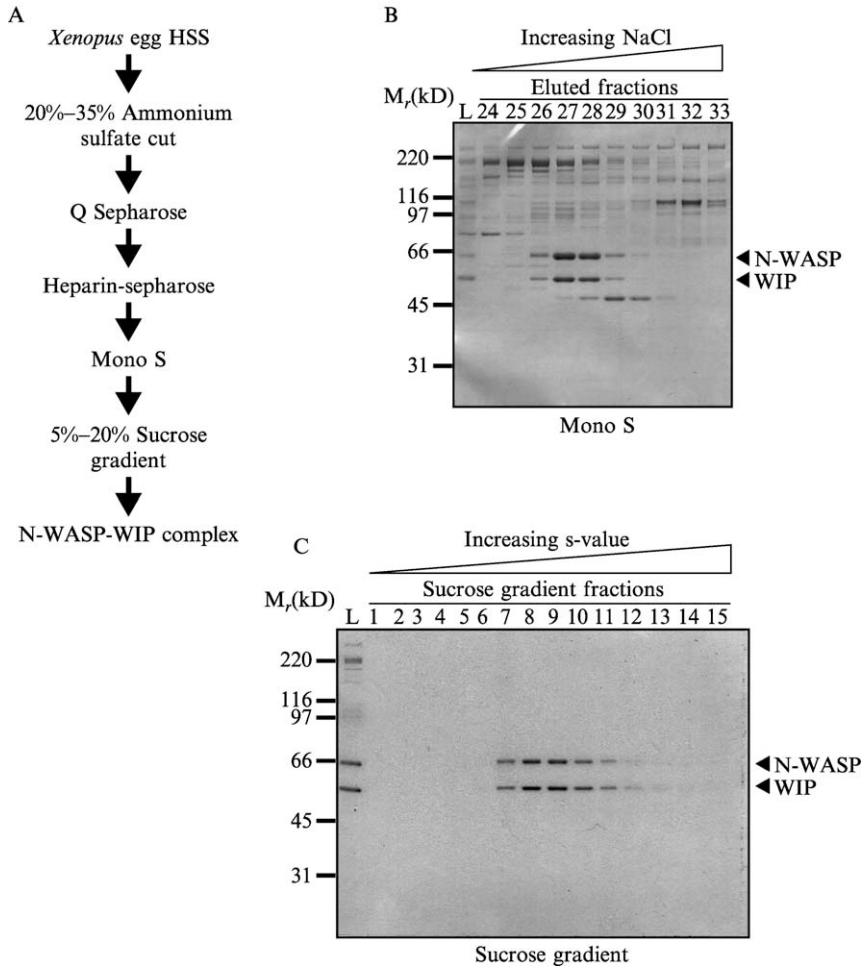 A
Xenopus egg HSS
20%–35% Ammonium
sulfate cut
Q Sepharose
Heparin-sepharose
Mono S
5%–20% Sucrose
gradient
N-WASP-WIP complex
B
Increasing NaCl
Eluted fractions
Mr(kD)
L 24 25 26 27 28 29 30 31 32 33
220
116
97
66
45
31
N-WASP
WIP
Mono S
C
Increasing s-value
Sucrose gradient fractions
Mr(kD)
L 1 2 3 4 5 6 7 8 9 10 11 12 13 14 15
220
116
97
66
45
31
N-WASP
WIP
Sucrose gradient